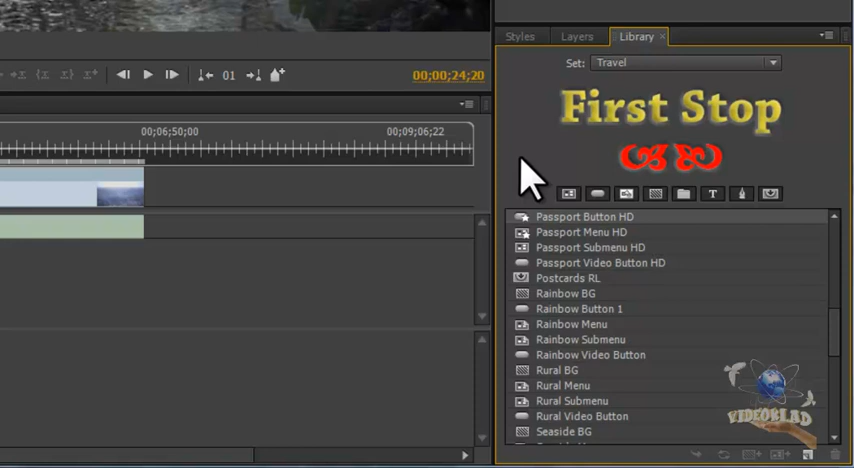 Styles Layers Library
Set: Travel
First Stop
01 00;00;24;20
00;06;50;00 00;09;06;22
T
Passport Button HD
Passport Menu HD
Passport Submenu HD
Passport Video Button HD
Postcards RL
Rainbow BG
Rainbow Button 1
Rainbow Menu
Rainbow Submenu
Rainbow Video Button
Rural BG
Rural Menu
Rural Submenu
Rural Video Button
Seaside BG